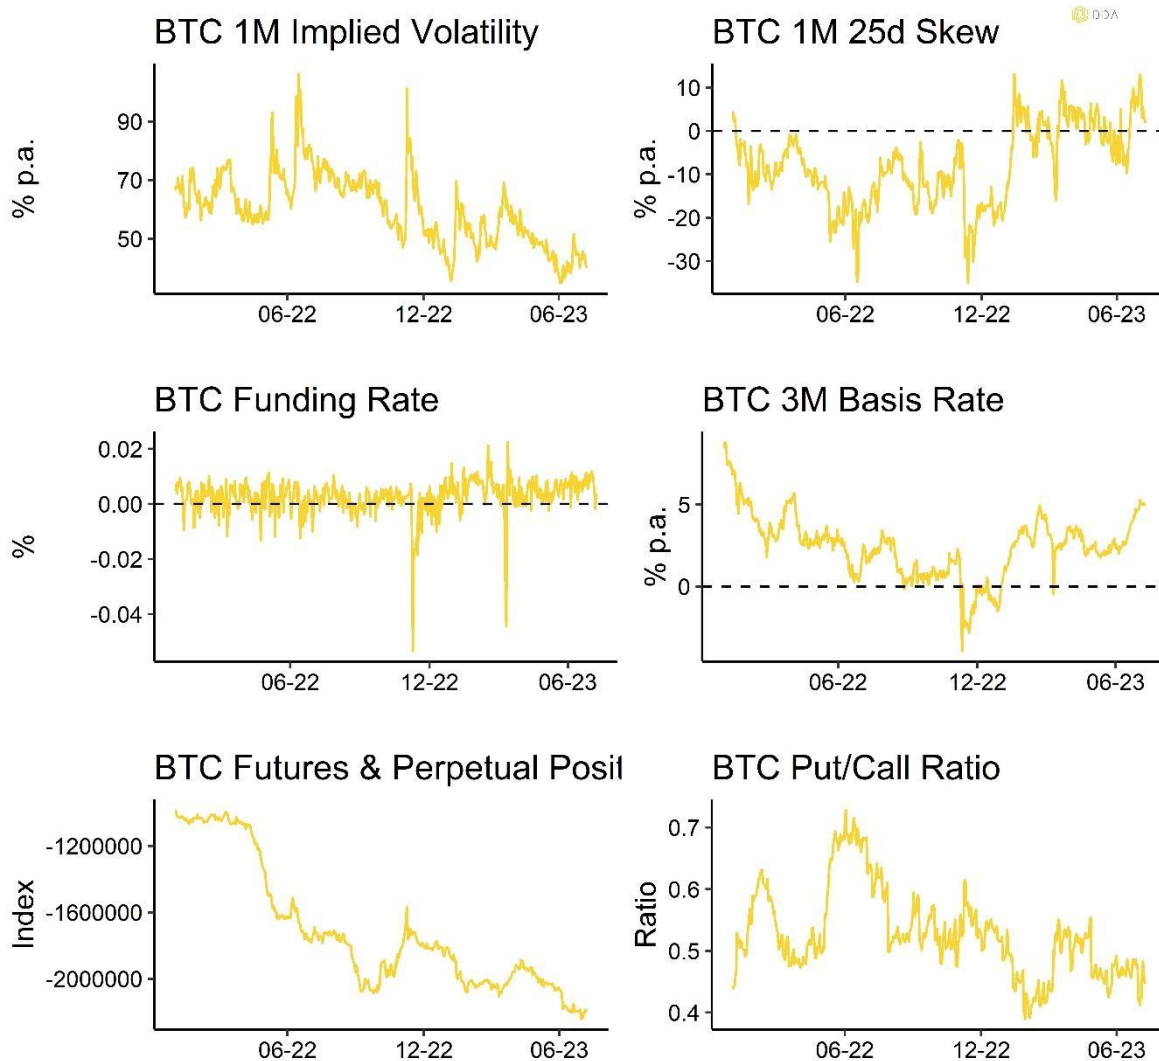 DDA
BTC 1M Implied Volatility
% p.a.
90
70
50
06-22 12-22 06-23
BTC 1M 25d Skew
% p.a.
10
0
-10
-20
-30
06-22 12-22 06-23
BTC Funding Rate
%
0.02
0.00
-0.02
-0.04
06-22 12-22 06-23
BTC 3M Basis Rate
% p.a.
5
0
06-22 12-22 06-23
BTC Futures & Perpetual Posit
Index
-1200000
-1600000
-2000000
06-22 12-22 06-23
BTC Put/Call Ratio
Ratio
0.7
0.6
0.5
0.4
06-22 12-22 06-23